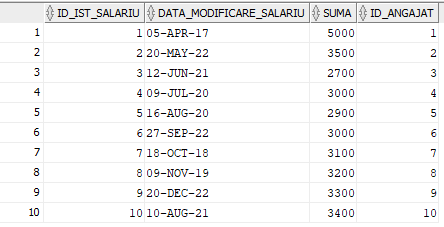 ID_IST_SALARIU DATA_MODIFICARE_SALARIU SUMA ID_ANGAJAT
1 1 05-APR-17 5000 1
2 2 20-MAY-22 3500 2
3 3 12-JUN-21 2700 3
4 4 09-JUL-20 3000 4
5 5 16-AUG-20 2900 5
6 6 27-SEP-22 3000 6
7 7 18-OCT-18 3100 7
8 8 09-NOV-19 3200 8
9 9 20-DEC-22 3300 9
10 10 10-AUG-21 3400 10